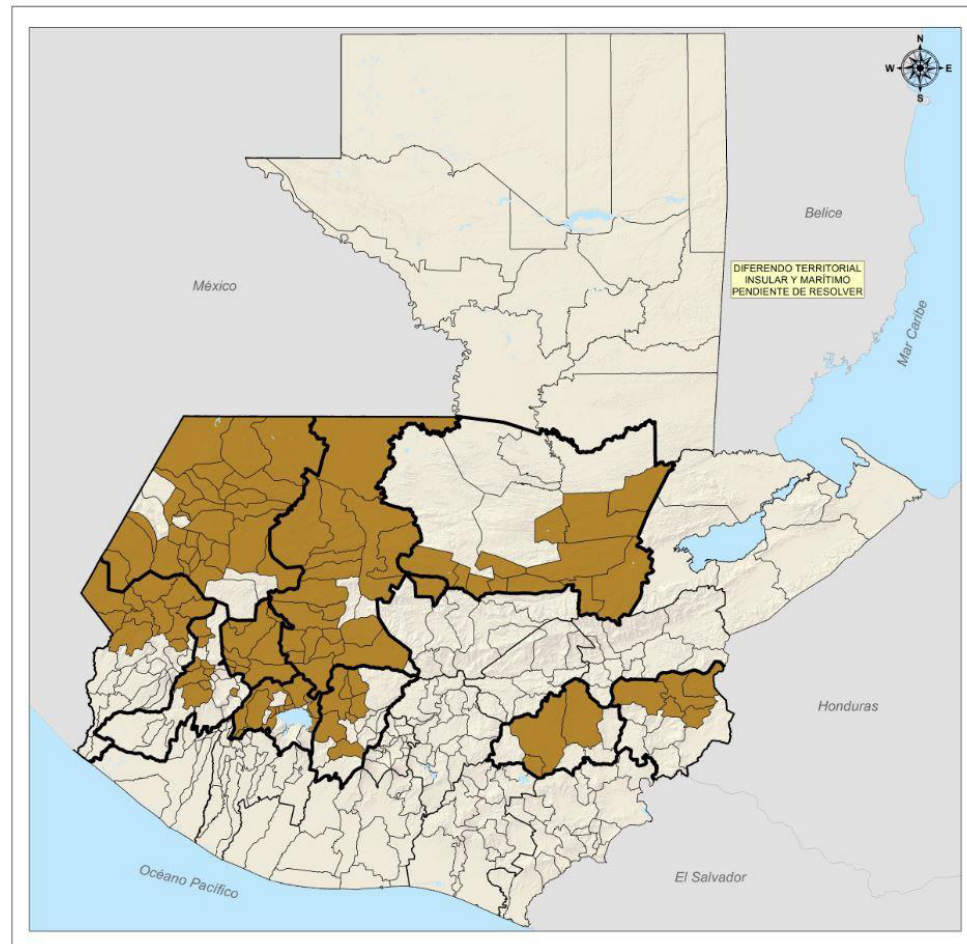 N
W E
S
Belice
DIFERENDO TERRITORIAL
INSULAR Y MARÍTIMO
PENDIENTE DE RESOLVER
México
Mar Caribe
Honduras
El Salvador
Océano Pacífico